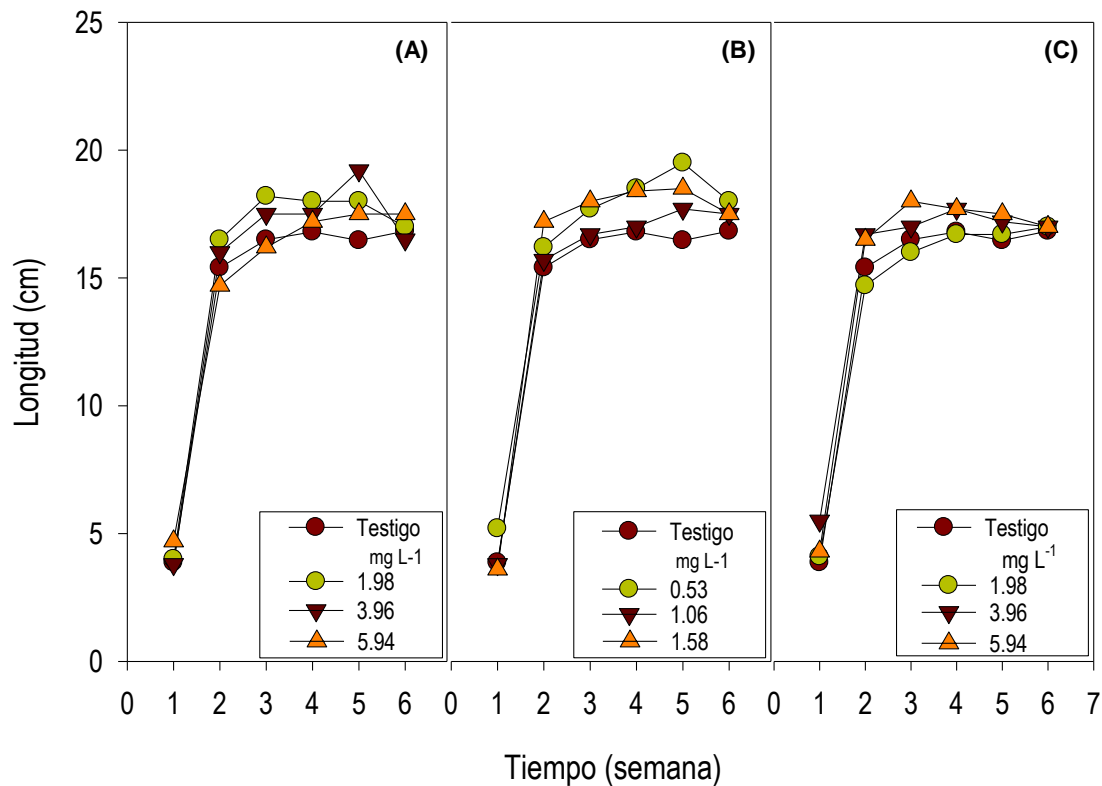 25
20
15
10
5
0
Longitud (cm)
(A)
(B)
(C)
Testigo
mg L-1
1.98
3.96
5.94
Testigo
mg L-1
0.53
1.06
1.58
Testigo
mg L-1
1.98
3.96
5.94
0 1 2 3 4 5 6 0 1 2 3 4 5 6 0 1 2 3 4 5 6 7
Tiempo (semana)